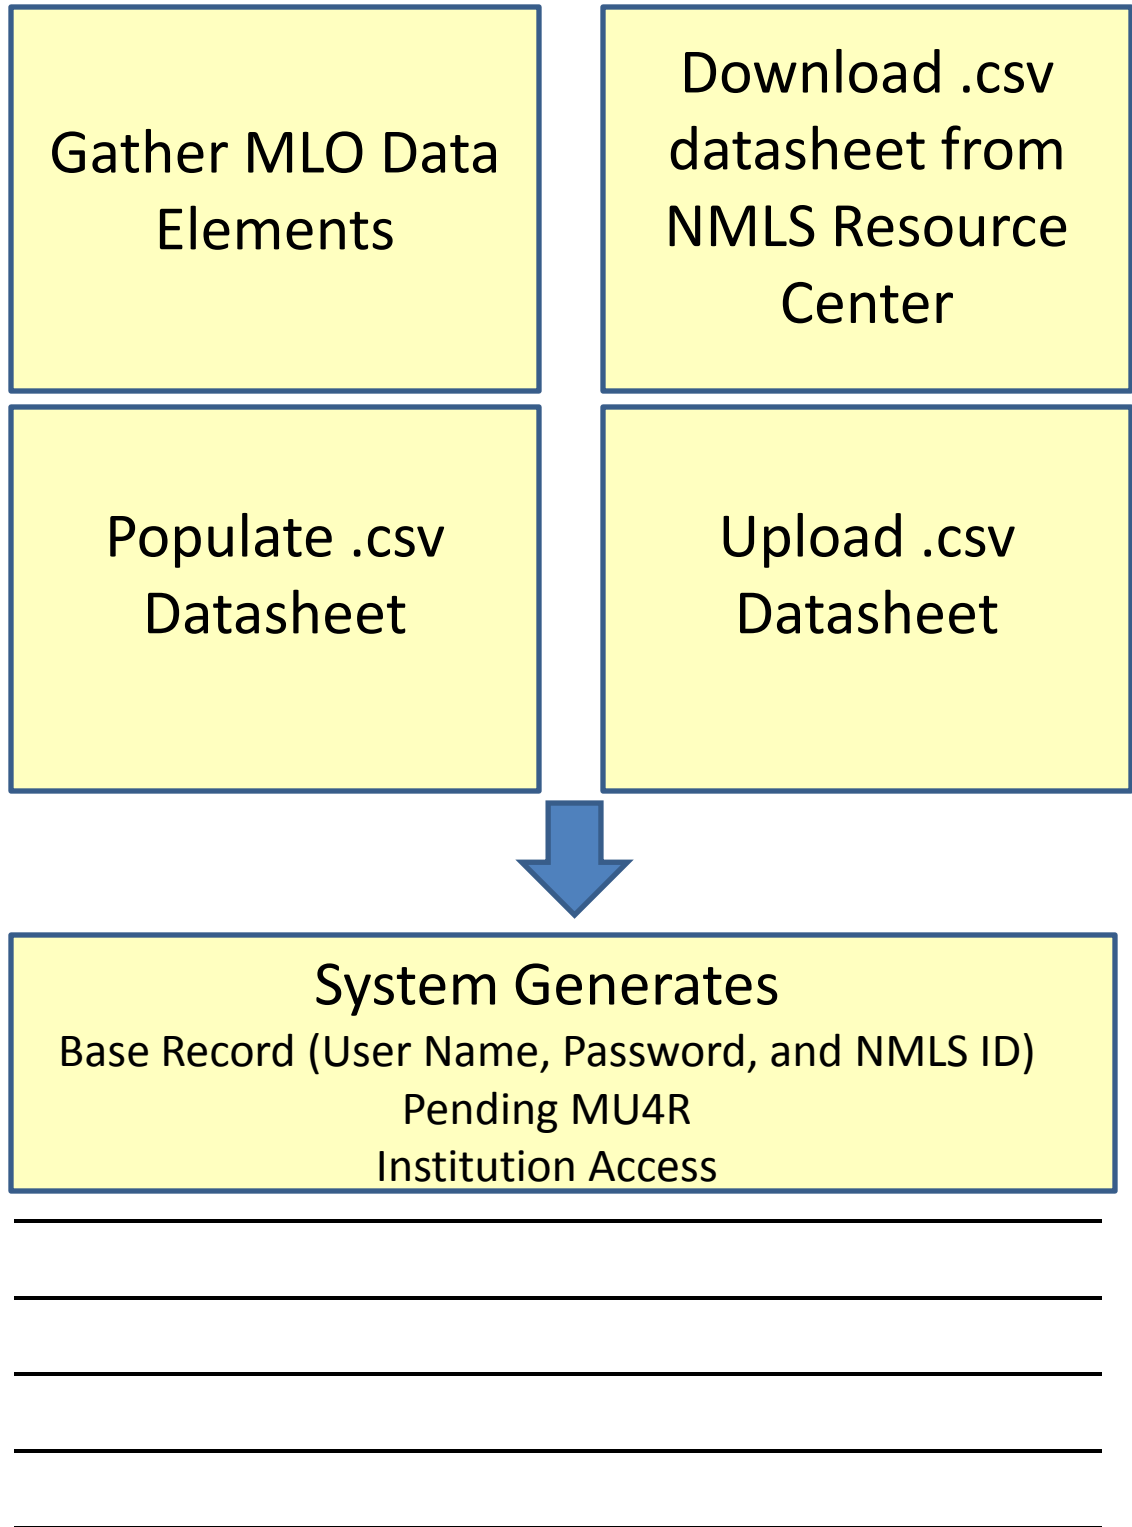 Gather MLO Data
Elements
Download .csv
datasheet from
NMLS Resource
Center
Populate .csv
Datasheet
Upload .csv
Datasheet
System Generates
Base Record (User Name, Password, and NMLS ID)
Pending MU4R
Institution Access